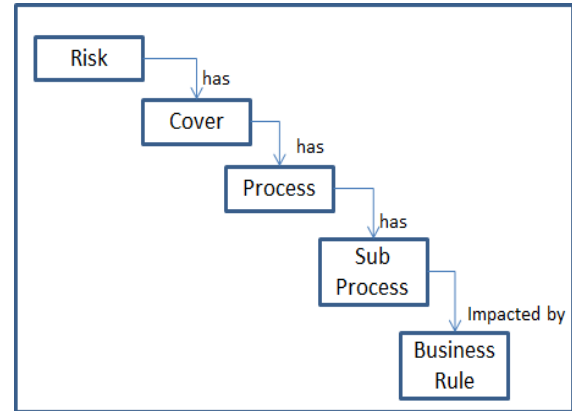 Risk
has
Cover
has
Process
has
Sub
Process
Impacted by
Business
Rule